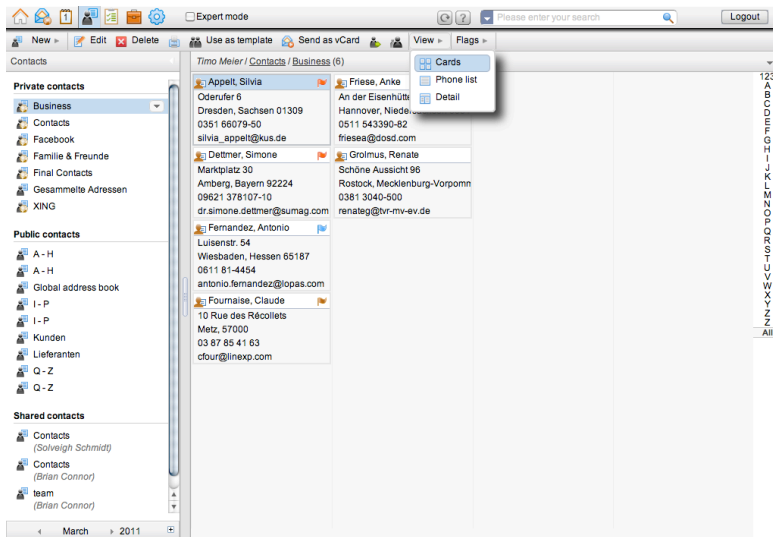 1
Expert mode
?
Please enter your search
Logout
New
Edit
Delete
Use as template
Send as vCard
View
Flags
Contacts
Timo Meier / Contacts / Business (6)
Cards
Phone list
Detail
Private contacts
Business
Contacts
Facebook
Familie & Freunde
Final Contacts
Gesammelte Adressen
XING
Public contacts
A - H
A - H
Global address book
I - P
I - P
Kunden
Lieferanten
Q - Z
Q - Z
Shared contacts
Contacts
(Solveigh Schmidt)
Contacts
(Brian Connor)
team
(Brian Connor)
March 2011
Appelt, Silvia
Oderufer 6
Dresden, Sachsen 01309
0351 66079-50
silvia_appelt@kus.de
Dettmer, Simone
Marktplatz 30
Amberg, Bayern 92224
09621 378107-10
dr.simone.dettmer@sumag.com
Fernandez, Antonio
Luisenstr. 54
Wiesbaden, Hessen 65187
0611 81-4454
antonio.fernandez@lopas.com
Fournaise, Claude
10 Rue des Récollets
Metz, 57000
03 87 85 41 63
cfour@linexp.com
Friese, Anke
An der Eisenhütte
Hannover, Nieders
0511 543390-82
friesea@dosd.com
Grolmus, Renate
Schöne Aussicht 96
Rostock, Mecklenburg-Vorpomn
0381 3040-500
renateg@tvr-mv-ev.de
123
A
B
C
D
E
F
G
H
I
J
K
L
M
N
O
P
Q
R
S
T
U
V
W
X
Y
Z
Z
All